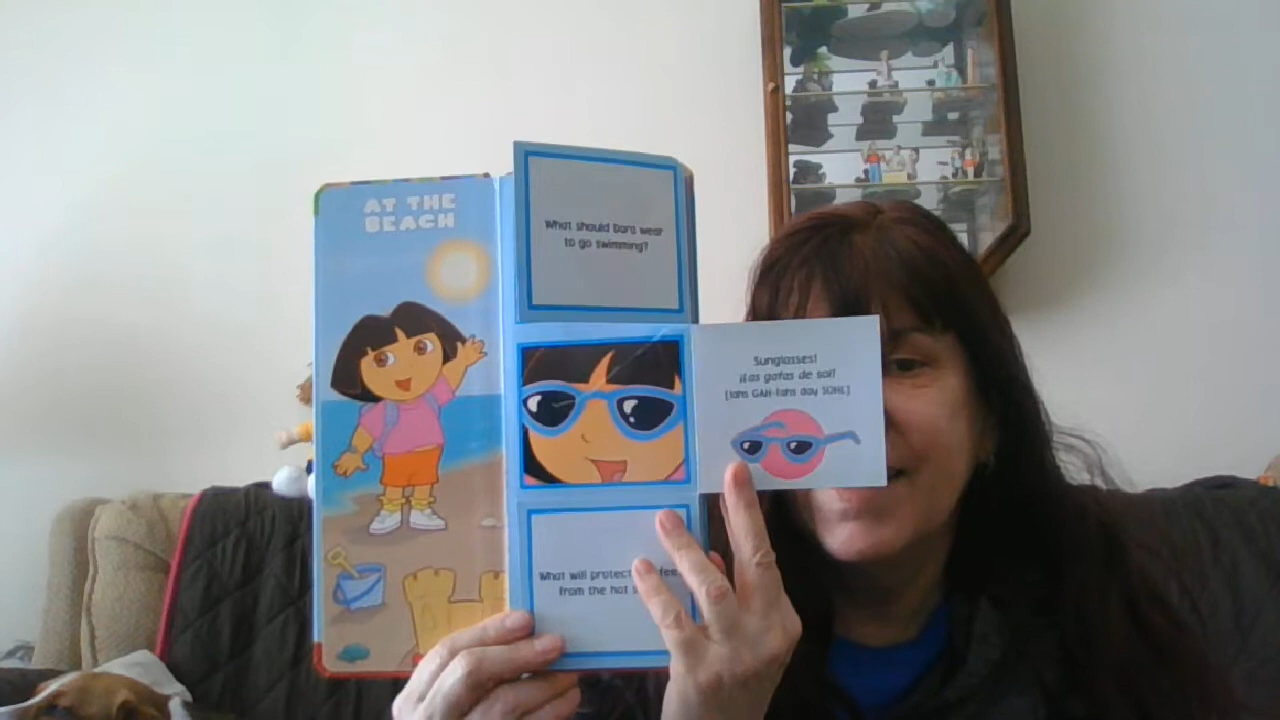 AT THE
BEACH
What should Dora wear
to go swimming?
Sunglasses!
¡Las gafas de sol!
(lahs GAH-fahs day SOHL)
What will protect
from the hot